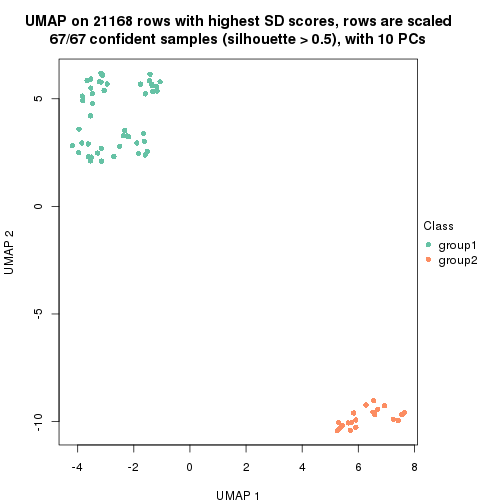 UMAP on 21168 rows with highest SD scores, rows are scaled
67/67 confident samples (silhouette > 0.5), with 10 PCs
5
0
-5
-10
UMAP 2
-4
-2
0
2
4
6
8
UMAP 1
Class
group1
group2